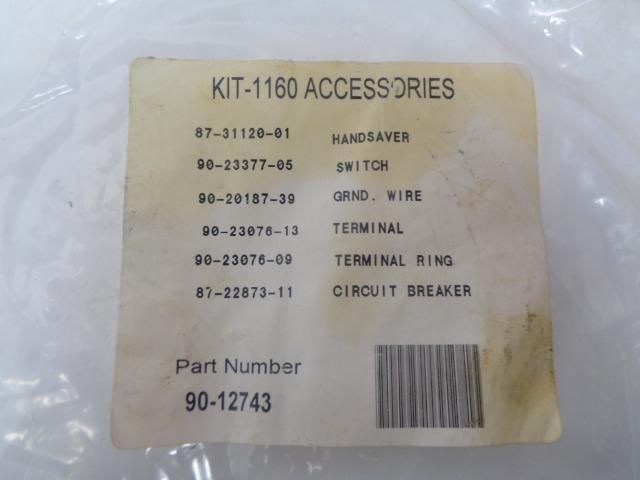 KIT-1160 ACCESSORIES
87-31120-01 HANDSAVER
90-23377-05 SWITCH
90-20187-39 GRND. WIRE
90-23076-13 TERMINAL
90-23076-09 TERMINAL RING
87-22873-11 CIRCUIT BREAKER
Part Number
90-12743